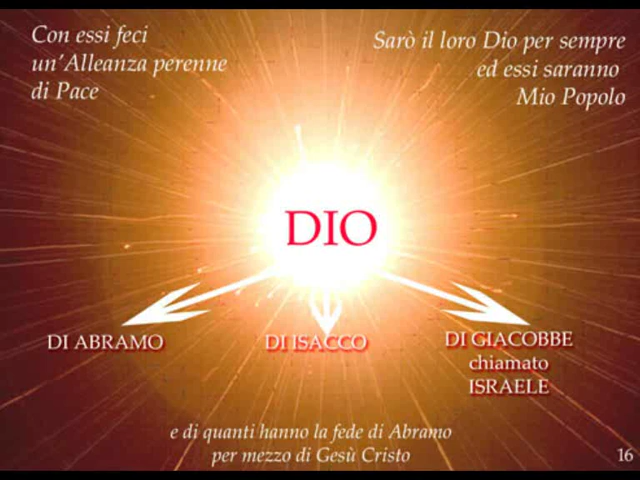 Con essi feci
un'Alleanza perenne
di Pace
Sarò il loro Dio per sempre
ed essi saranno
Mio Popolo
DIO
DI ABRAMO
DI ISACCO
DI GIACOBBE
chiamato
ISRAELE
e di quanti hanno la fede di Abramo
per mezzo di Gesù Cristo
16